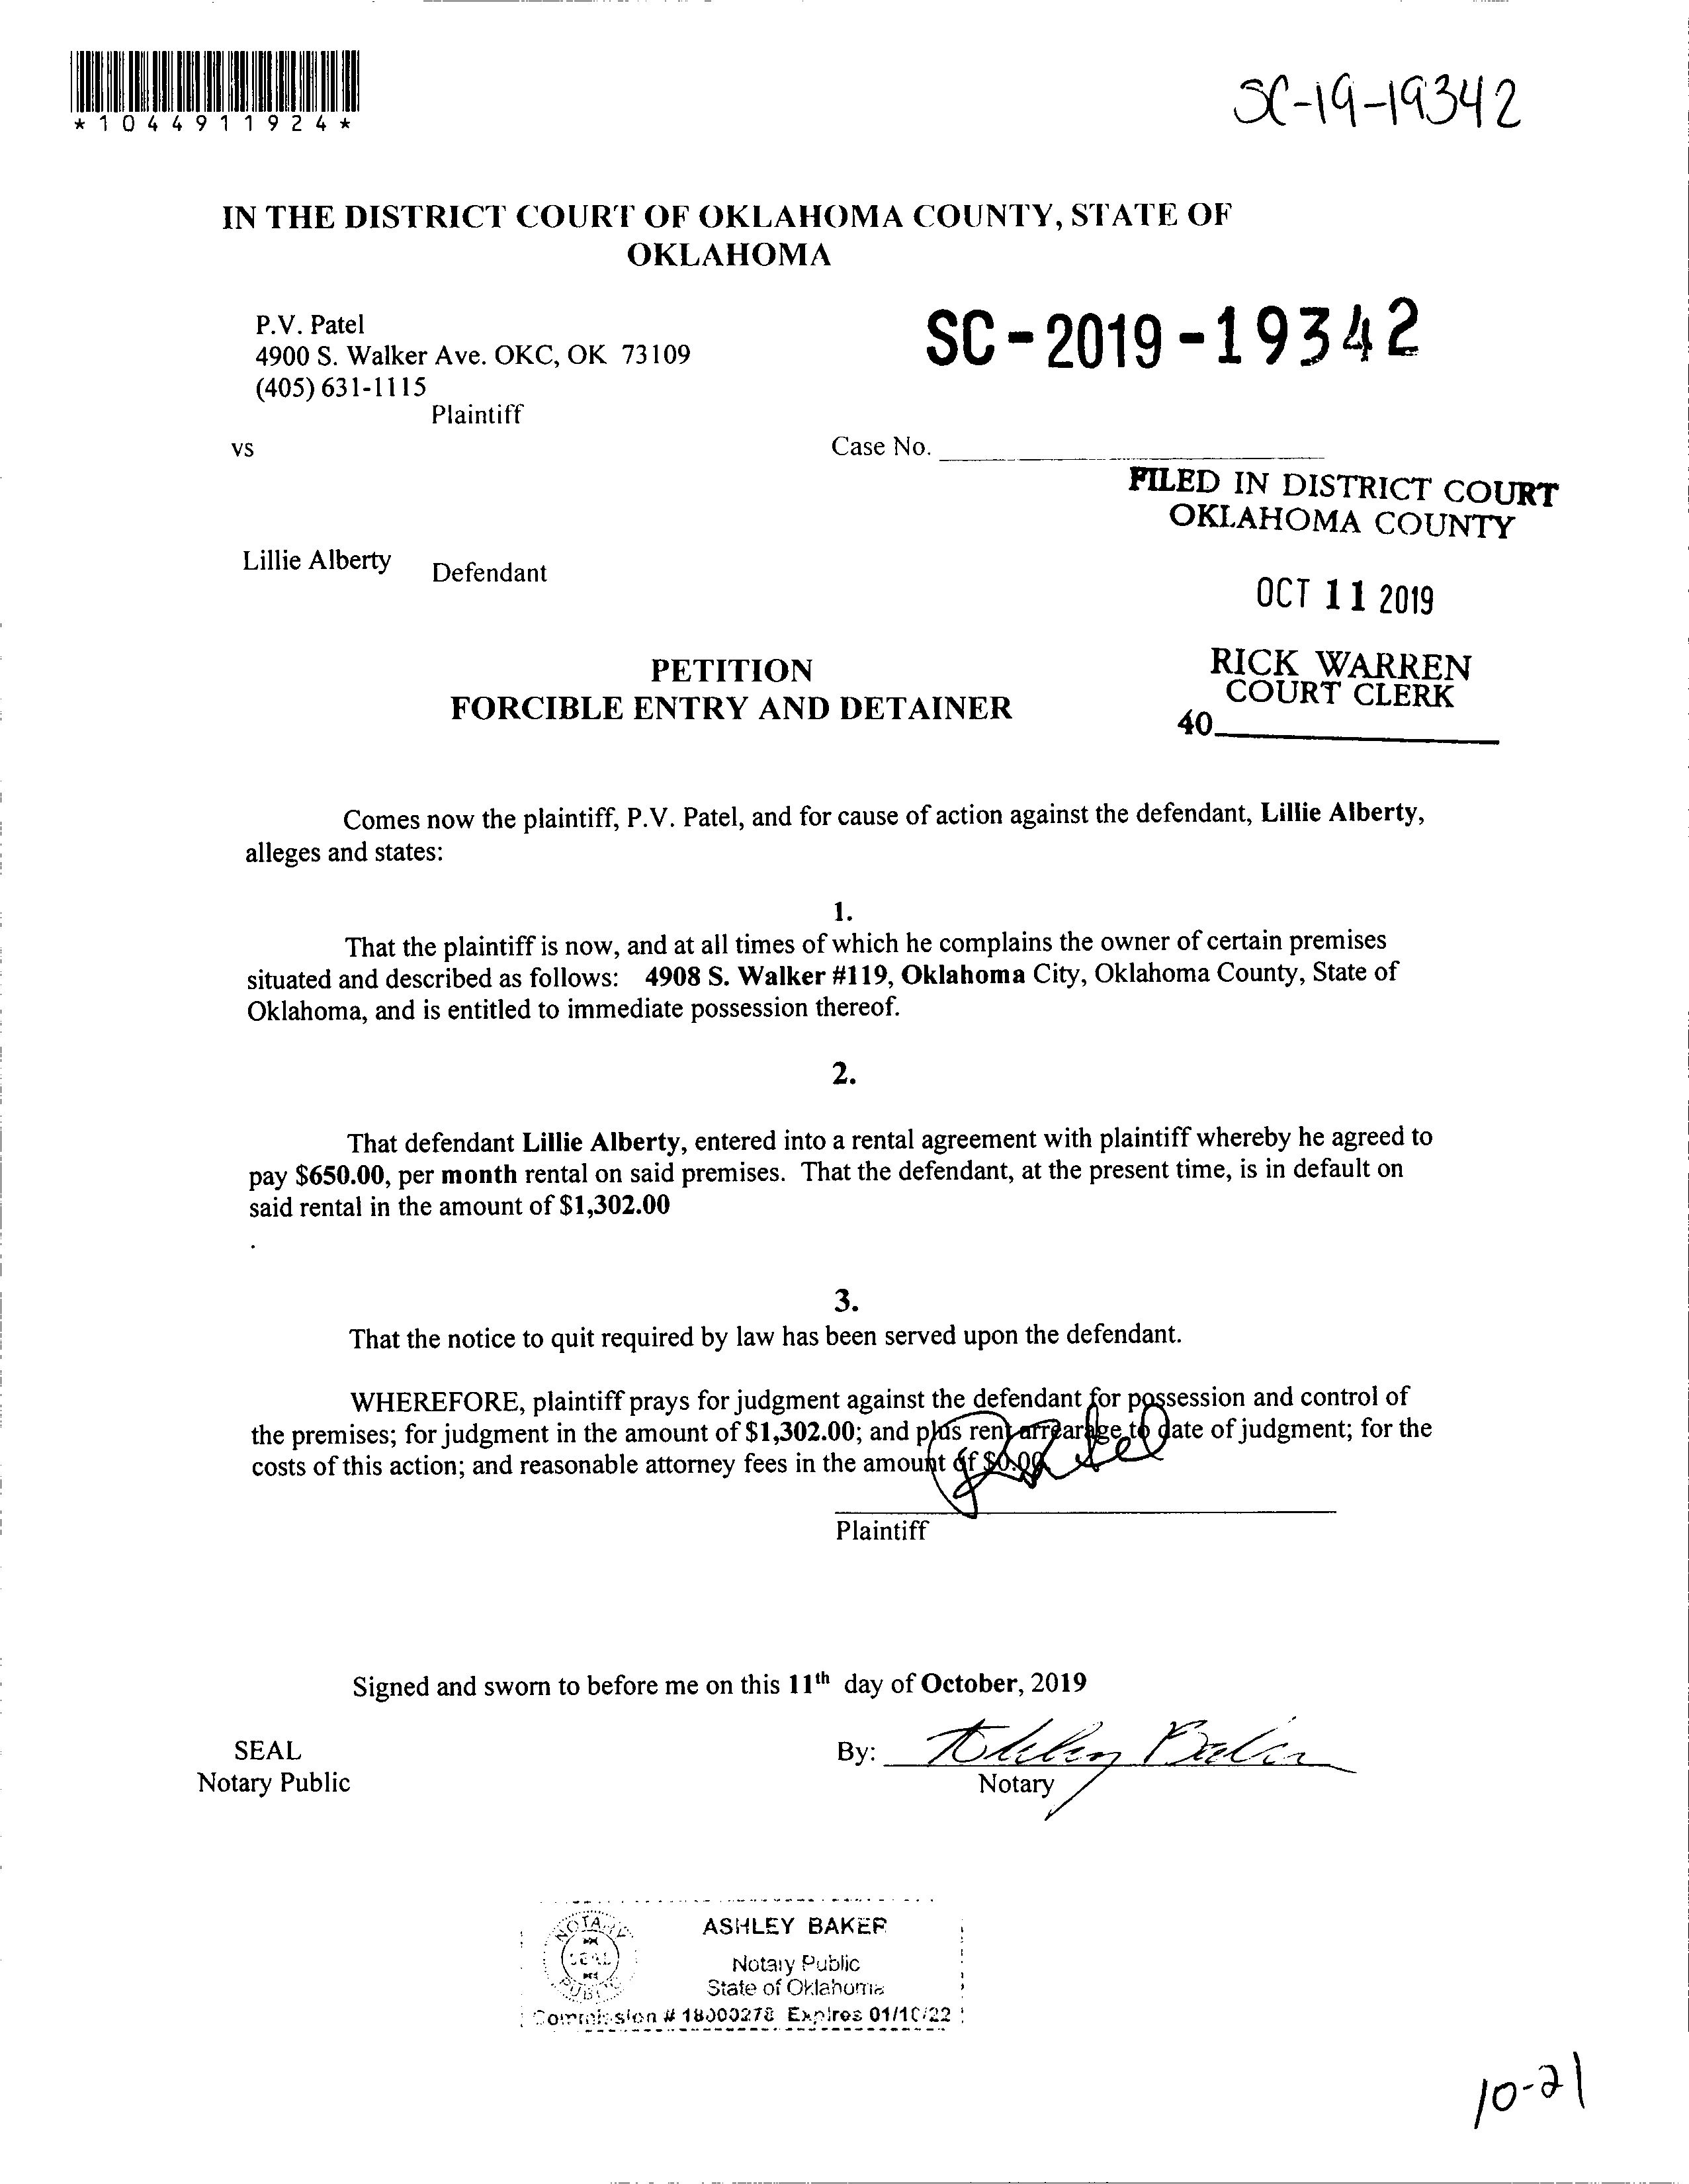 *1044911924*
SC-19-19342
IN THE DISTRICT COURT OF OKLAHOMA COUNTY, STATE OF
OKLAHOMA
P.V. Patel
4900 S. Walker Ave. OKC, OK 73109
(405) 631-1115
Plaintiff
SC-2019-19342
vs
Case No.
FILED IN DISTRICT COURT
OKLAHOMA COUNTY
Lillie Alberty Defendant
OCT 11 2019
RICK WARREN
COURT CLERK
40
PETITION
FORCIBLE ENTRY AND DETAINER
Comes now the plaintiff, P.V. Patel, and for cause of action against the defendant, Lillie Alberty,
alleges and states:
1.
That the plaintiff is now, and at all times of which he complains the owner of certain premises
situated and described as follows: 4908 S. Walker #119, Oklahoma City, Oklahoma County, State of
Oklahoma, and is entitled to immediate possession thereof.
2.
That defendant Lillie Alberty, entered into a rental agreement with plaintiff whereby he agreed to
pay $650.00, per month rental on said premises. That the defendant, at the present time, is in default on
said rental in the amount of $1,302.00
.
3.
That the notice to quit required by law has been served upon the defendant.
WHEREFORE, plaintiff prays for judgment against the defendant for possession and control of
the premises; for judgment in the amount of $1,302.00; and plus rent arrearage to date of judgment; for the
costs of this action; and reasonable attorney fees in the amount of $0.00
Plaintiff
Signed and sworn to before me on this 11th day of October, 2019
SEAL
Notary Public
By: Ashley Baker
Notary
NOTARY
SEAL
PUBLIC
ASHLEY BAKER
Notary Public
State of Oklahoma
Commission # 18000278 Expires 01/10/22
10-21